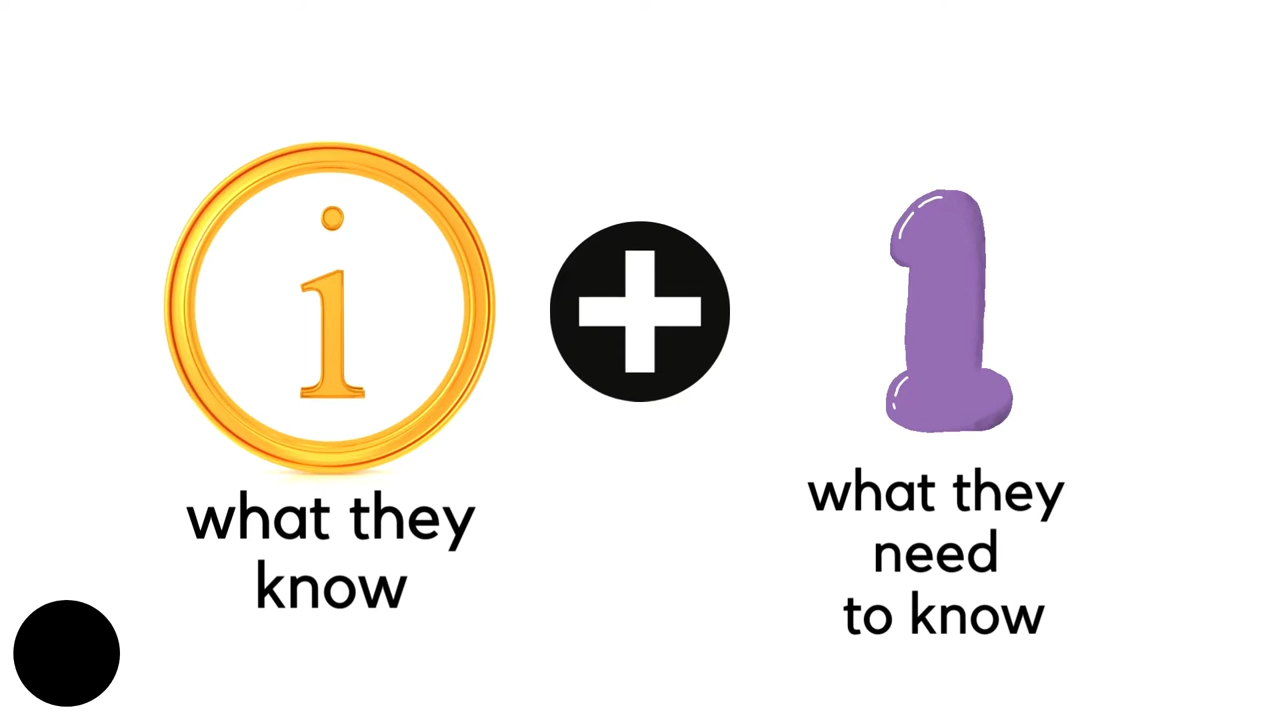 i + 1
what they
know
what they
need
to know